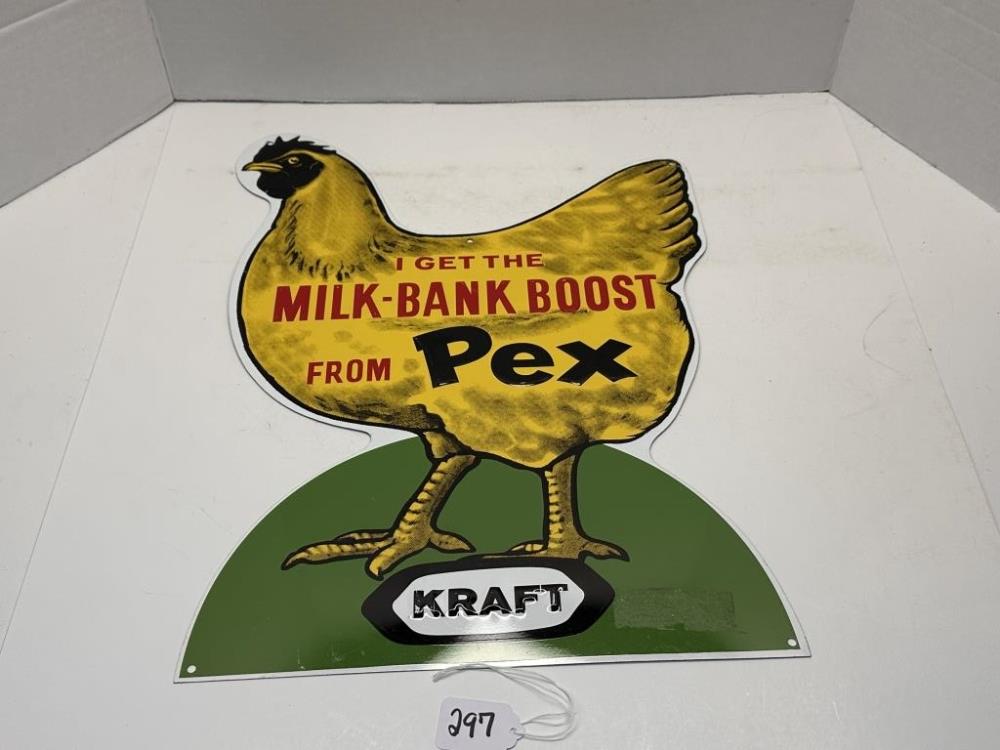 I GET THE
MILK-BANK BOOST
FROM Pex
KRAFT
297